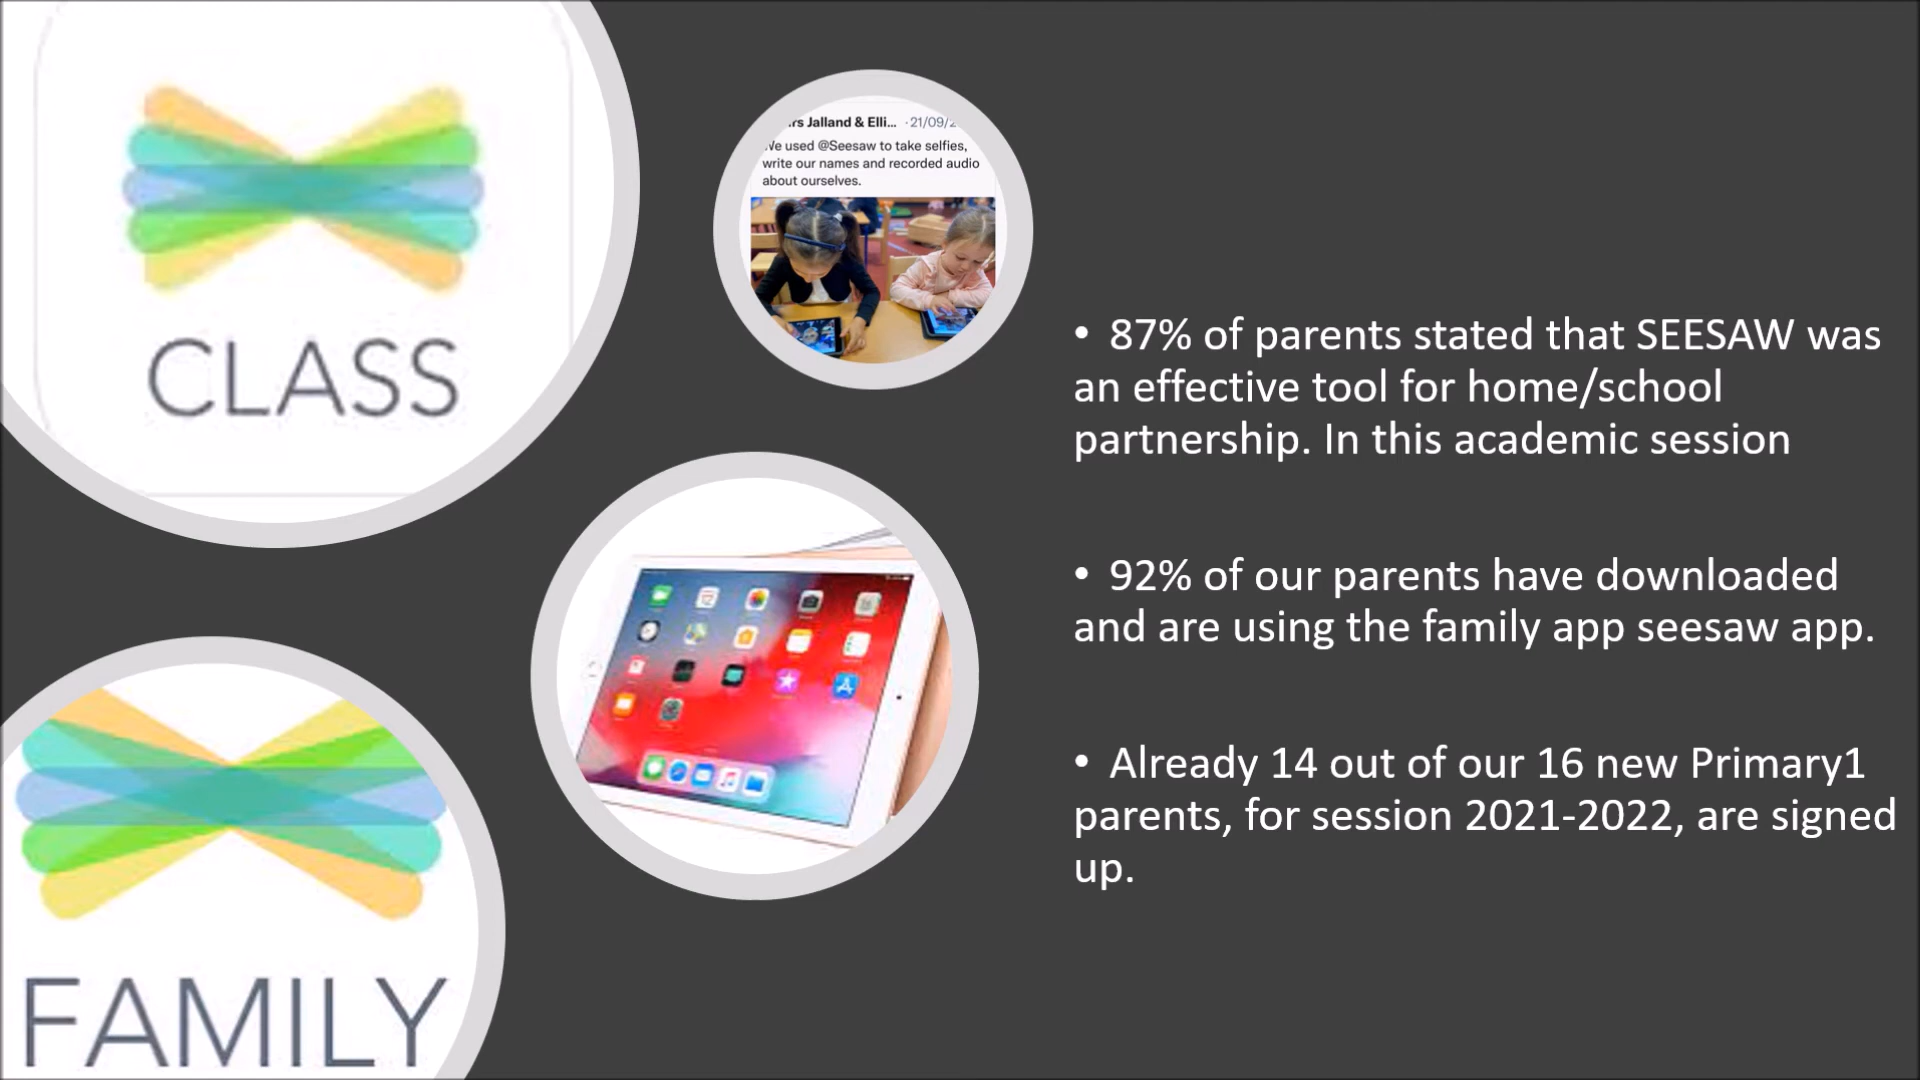 CLASS
rs Jalland & Elli... · 21/09/2
We used @Seesaw to take selfies,
write our names and recorded audio
about ourselves.
• 87% of parents stated that SEESAW was
an effective tool for home/school
partnership. In this academic session
• 92% of our parents have downloaded
and are using the family app seesaw app.
• Already 14 out of our 16 new Primary1
parents, for session 2021-2022, are signed
up.
FAMILY